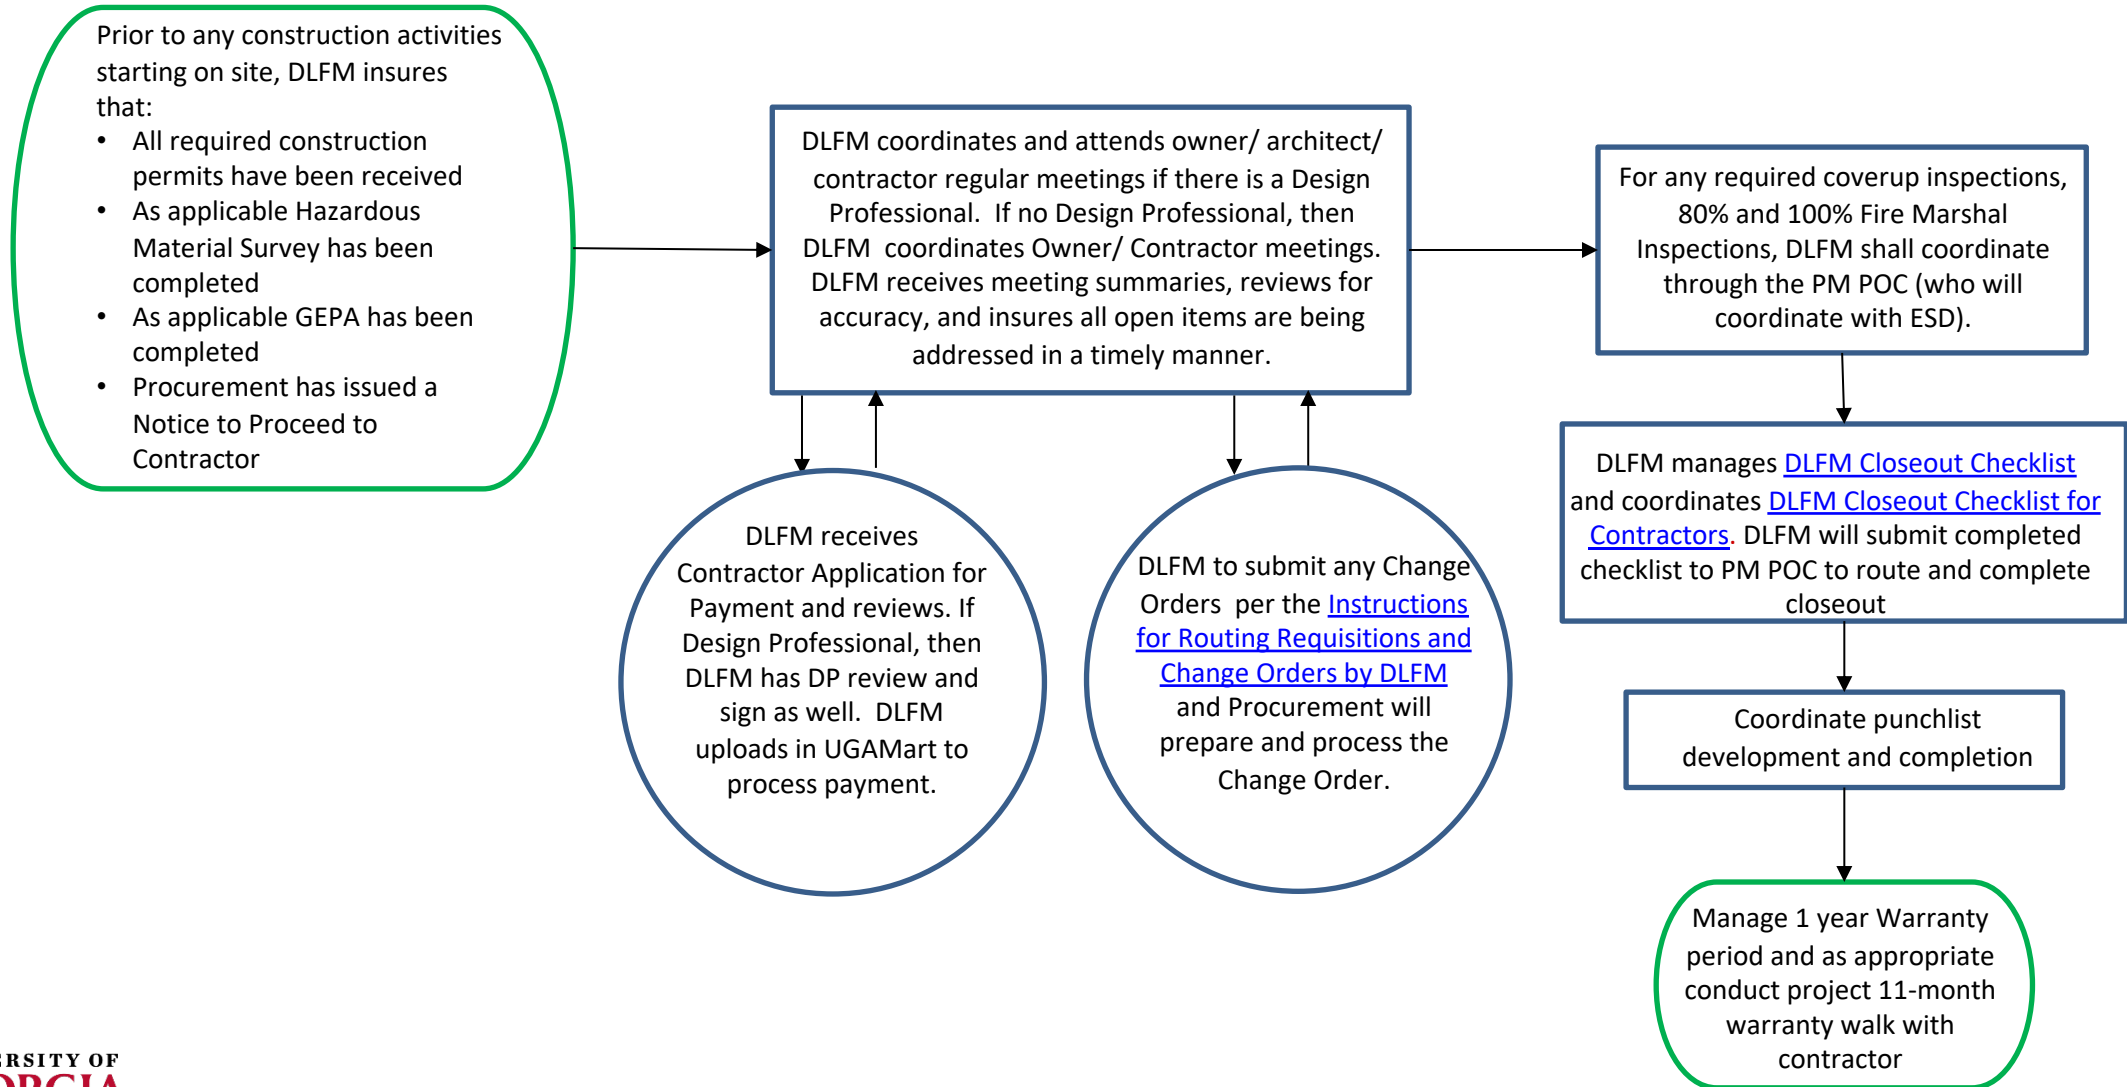 Prior to any construction activities
starting on site, DLFM insures
that:
• All required construction
permits have been received
• As applicable Hazardous
Material Survey has been
completed
• As applicable GEPA has been
completed
• Procurement has issued a
Notice to Proceed to
Contractor
DLFM coordinates and attends owner/ architect/
contractor regular meetings if there is a Design
Professional. If no Design Professional, then
DLFM coordinates Owner/ Contractor meetings.
DLFM receives meeting summaries, reviews for
accuracy, and insures all open items are being
addressed in a timely manner.
DLFM receives
Contractor Application for
Payment and reviews. If
Design Professional, then
DLFM has DP review and
sign as well. DLFM
uploads in UGAMart to
process payment.
DLFM to submit any Change
Orders per the Instructions
for Routing Requisitions and
Change Orders by DLFM
and Procurement will
prepare and process the
Change Order.
For any required coverup inspections,
80% and 100% Fire Marshal
Inspections, DLFM shall coordinate
through the PM POC (who will
coordinate with ESD).
DLFM manages DLFM Closeout Checklist
and coordinates DLFM Closeout Checklist for
Contractors. DLFM will submit completed
checklist to PM POC to route and complete
closeout
Coordinate punchlist
development and completion
Manage 1 year Warranty
period and as appropriate
conduct project 11-month
warranty walk with
contractor
ERSITY OF